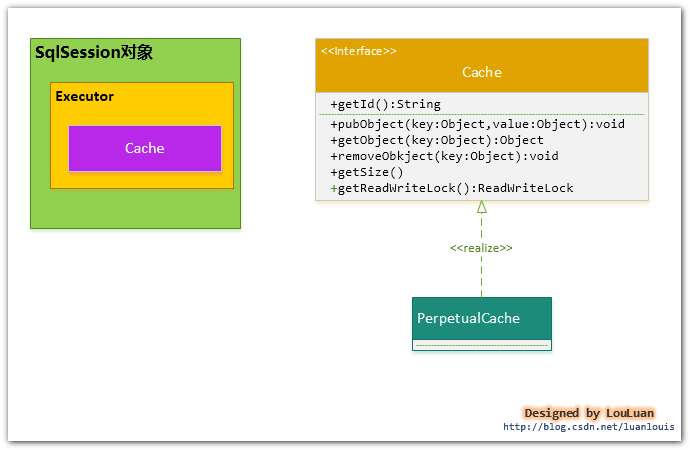 SqlSession对象
Executor
Cache
<<Interface>>
Cache
+getId():String
+pubObject(key:Object,value:Object):void
+getObject(key:Object):Object
+removeObkject(key:Object):void
+getSize()
+getReadWriteLock():ReadWriteLock
<<realize>>
PerpetualCache
Designed by LouLuan
http://blog.csdn.net/luanlouis